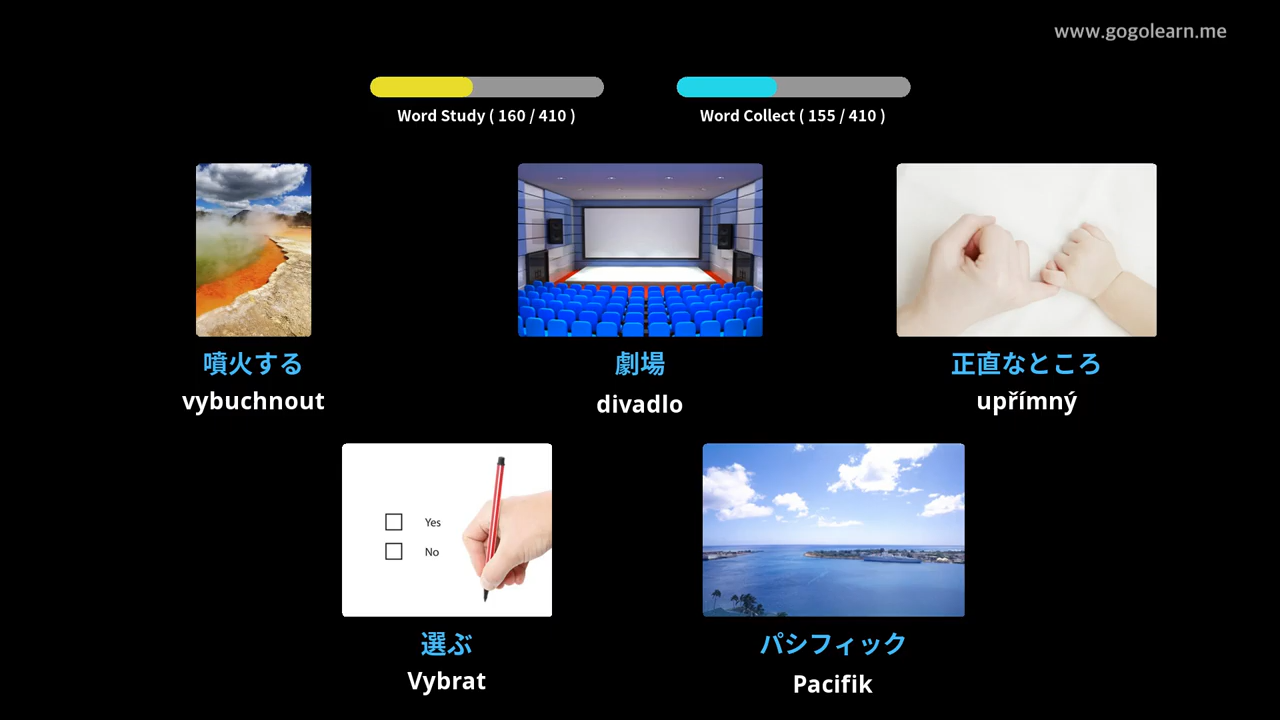 www.gogolearn.me
Word Study ( 160 / 410 )
Word Collect ( 155 / 410 )
噴火する
vybuchnout
劇場
divadlo
正直なところ
upřímný
Yes
No
選ぶ
Vybrat
パシフィック
Pacifik